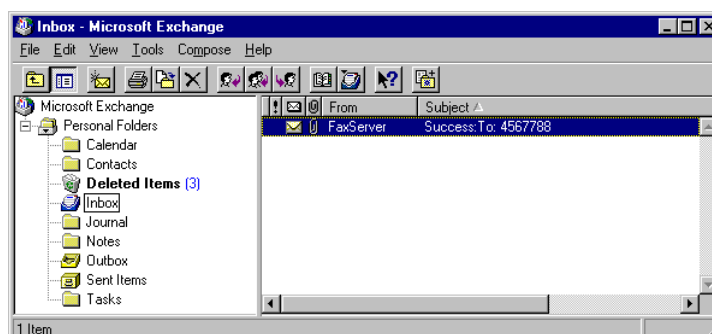 Inbox - Microsoft Exchange
File Edit View Tools Compose Help
Microsoft Exchange
Personal Folders
Calendar
Contacts
Deleted Items (3)
Inbox
Journal
Notes
Outbox
Sent Items
Tasks
! From Subject
FaxServer Success:To: 4567788
1 Item